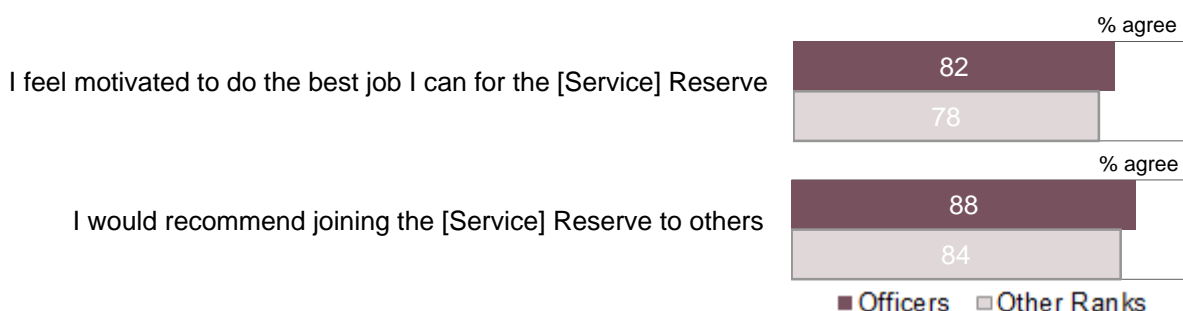 % agree
I feel motivated to do the best job I can for the [Service] Reserve
82
78
% agree
I would recommend joining the [Service] Reserve to others
88
84
Officers Other Ranks